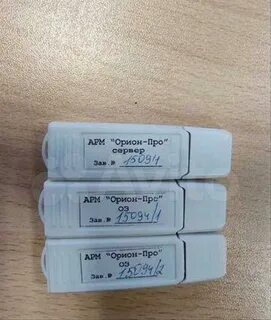 АРМ "Орион-Про"
сервер
Зав.№ 15094
АРМ "Орион-Про"
ОЗ
Зав.№ 15094/1
АРМ "Орион-Про"
ОЗ
Зав.№ 15094/2